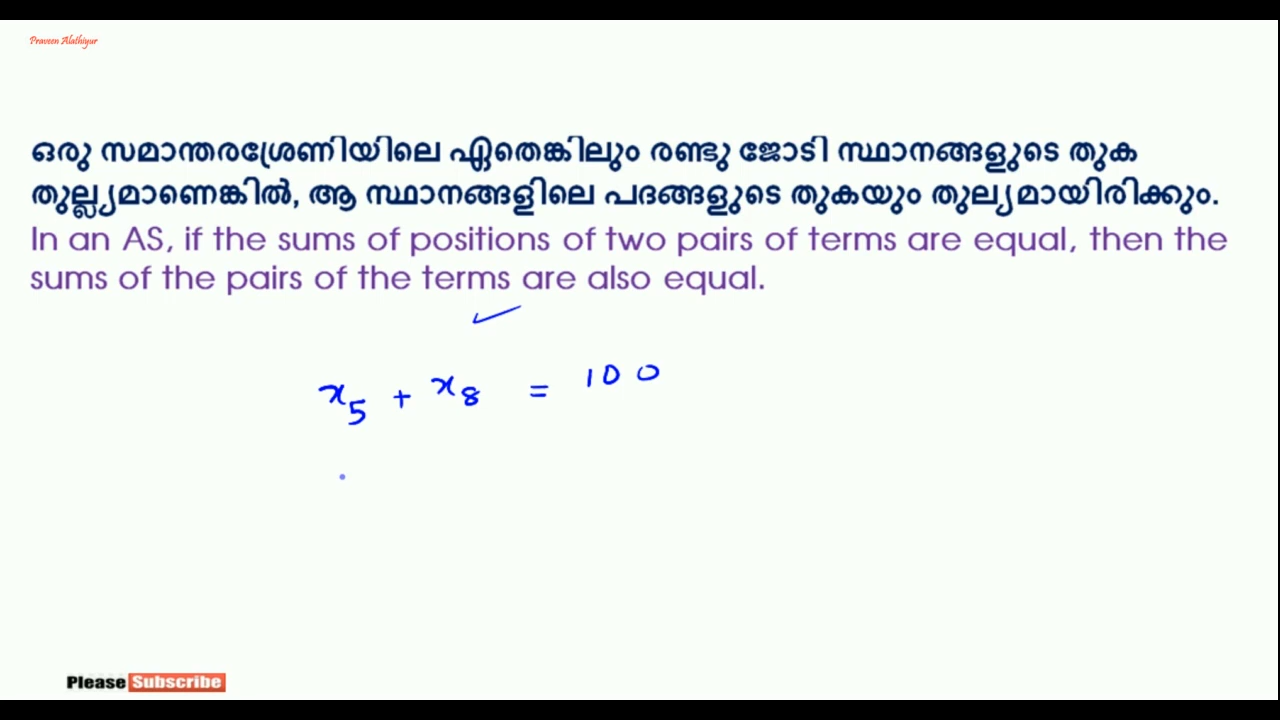 Praveen Alathiyur
ഒരു സമാന്തരശ്രേണിയിലെ ഏതെങ്കിലും രണ്ടു ജോടി സ്ഥാനങ്ങളുടെ തുക
തുല്ല്യമാണെങ്കിൽ, ആ സ്ഥാനങ്ങളിലെ പദങ്ങളുടെ തുകയും തുല്യമായിരിക്കും.
In an AS, if the sums of positions of two pairs of terms are equal, then the
sums of the pairs of the terms are also equal.
x₅ + x₈ = 100
Please Subscribe